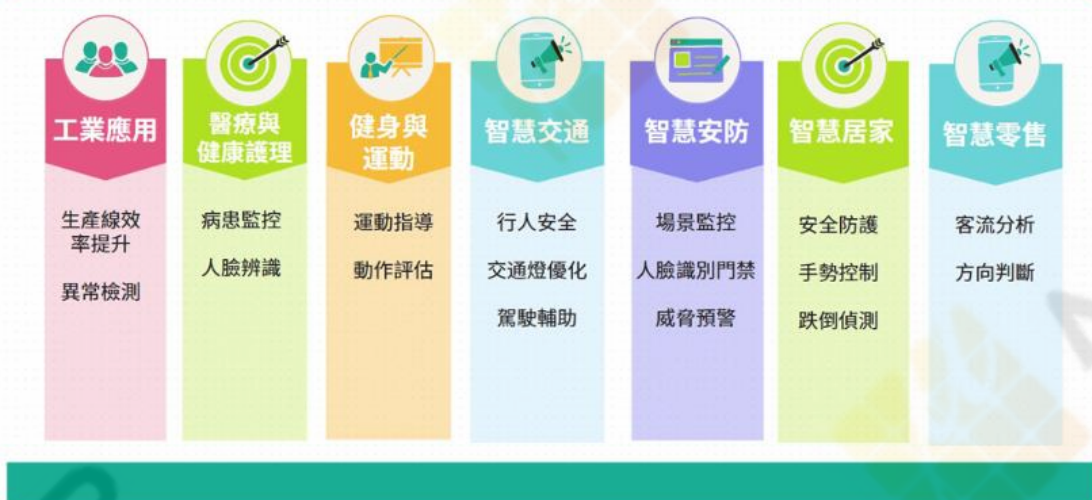 工業應用
生產線效
率提升
異常檢測
醫療與
健康護理
病患監控
人臉辨識
健身與
運動
運動指導
動作評估
智慧交通
行人安全
交通燈優化
駕駛輔助
智慧安防
場景監控
人臉識別門禁
威脅預警
智慧居家
安全防護
手勢控制
跌倒偵測
智慧零售
客流分析
方向判斷